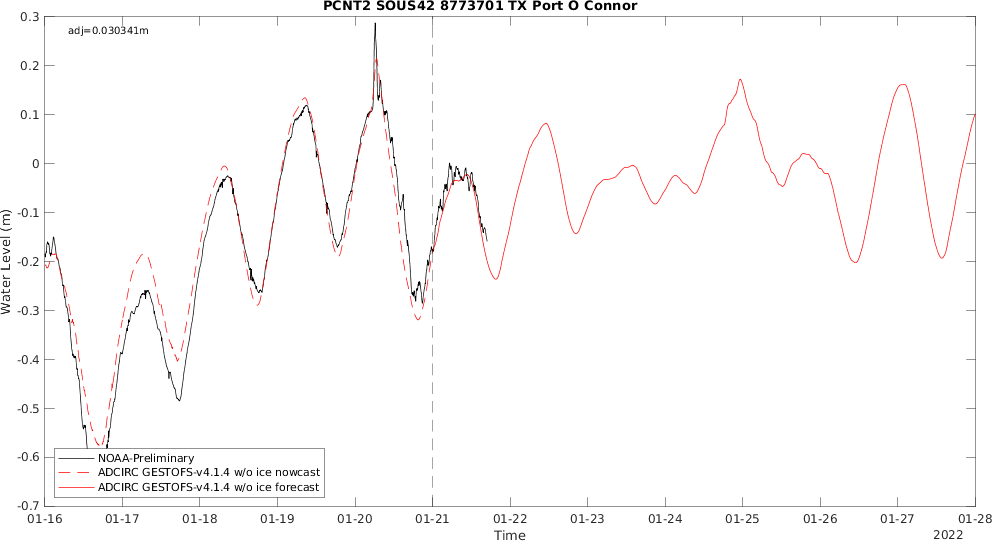 PCNT2 SOUS42 8773701 TX Port O Connor
adj=0.030341m
0.3
0.2
0.1
0
-0.1
-0.2
-0.3
-0.4
-0.5
-0.6
-0.7
Water Level (m)
NOAA-Preliminary
ADCIRC GESTOFS-v4.1.4 w/o ice nowcast
ADCIRC GESTOFS-v4.1.4 w/o ice forecast
01-16 01-17 01-18 01-19 01-20 01-21 01-22 01-23 01-24 01-25 01-26 01-27 01-28
Time
2022